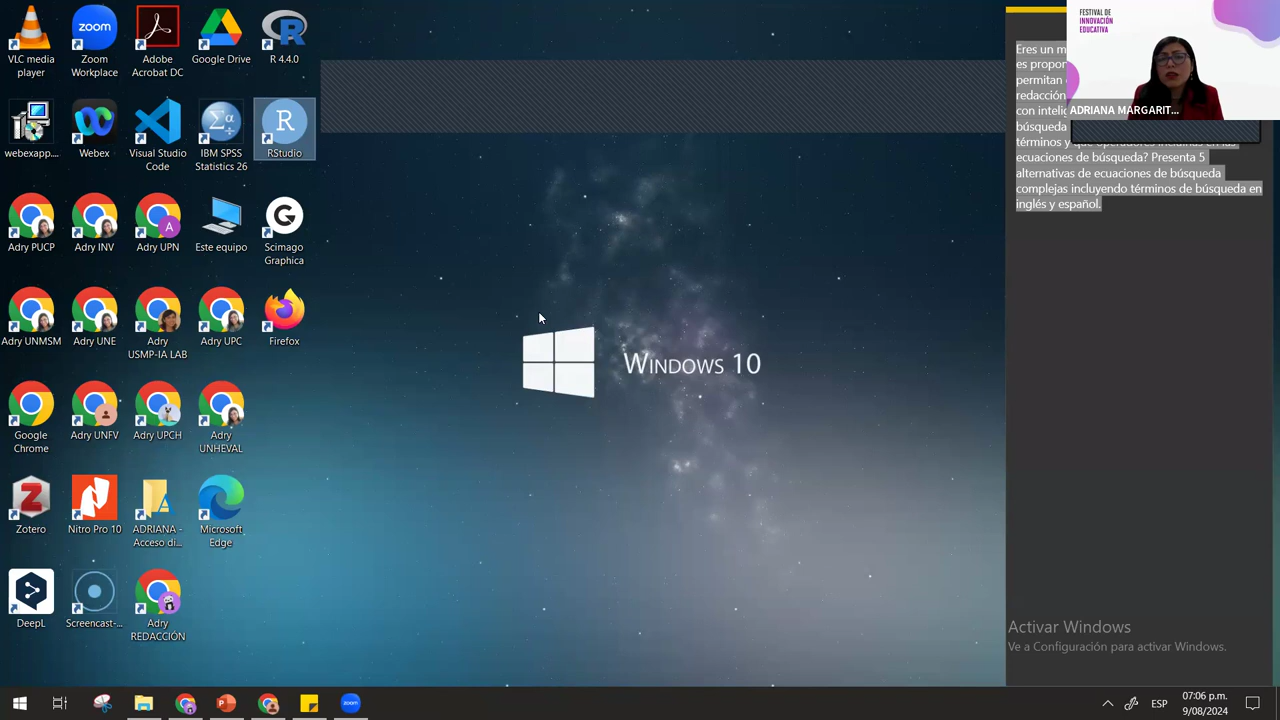 VLC media player
Zoom Workplace
Adobe Acrobat DC
Google Drive
R 4.4.0
webexapp....
Webex
Visual Studio Code
IBM SPSS Statistics 26
RStudio
Adry PUCP
Adry INV
Adry UPN
Este equipo
Scimago Graphica
Adry UNMSM
Adry UNE
Adry USMP-IA LAB
Adry UPC
Firefox
Google Chrome
Adry UNFV
Adry UPCH
Adry UNHEVAL
Zotero
Nitro Pro 10
ADRIANA - Acceso di...
Microsoft Edge
DeepL
Screencast-...
Adry REDACCIÓN
WINDOWS 10
Eres un
es propor
permitan
redacción
con intelig
búsqueda
términos y que operadores incluirías en las
ecuaciones de búsqueda? Presenta 5
alternativas de ecuaciones de búsqueda
complejas incluyendo términos de búsqueda en
inglés y español.
FESTIVAL DE
INNOVACIÓN
EDUCATIVA
ADRIANA MARGARIT...
Activar Windows
Ve a Configuración para activar Windows.
zoom
ESP
07:06 p.m.
9/08/2024